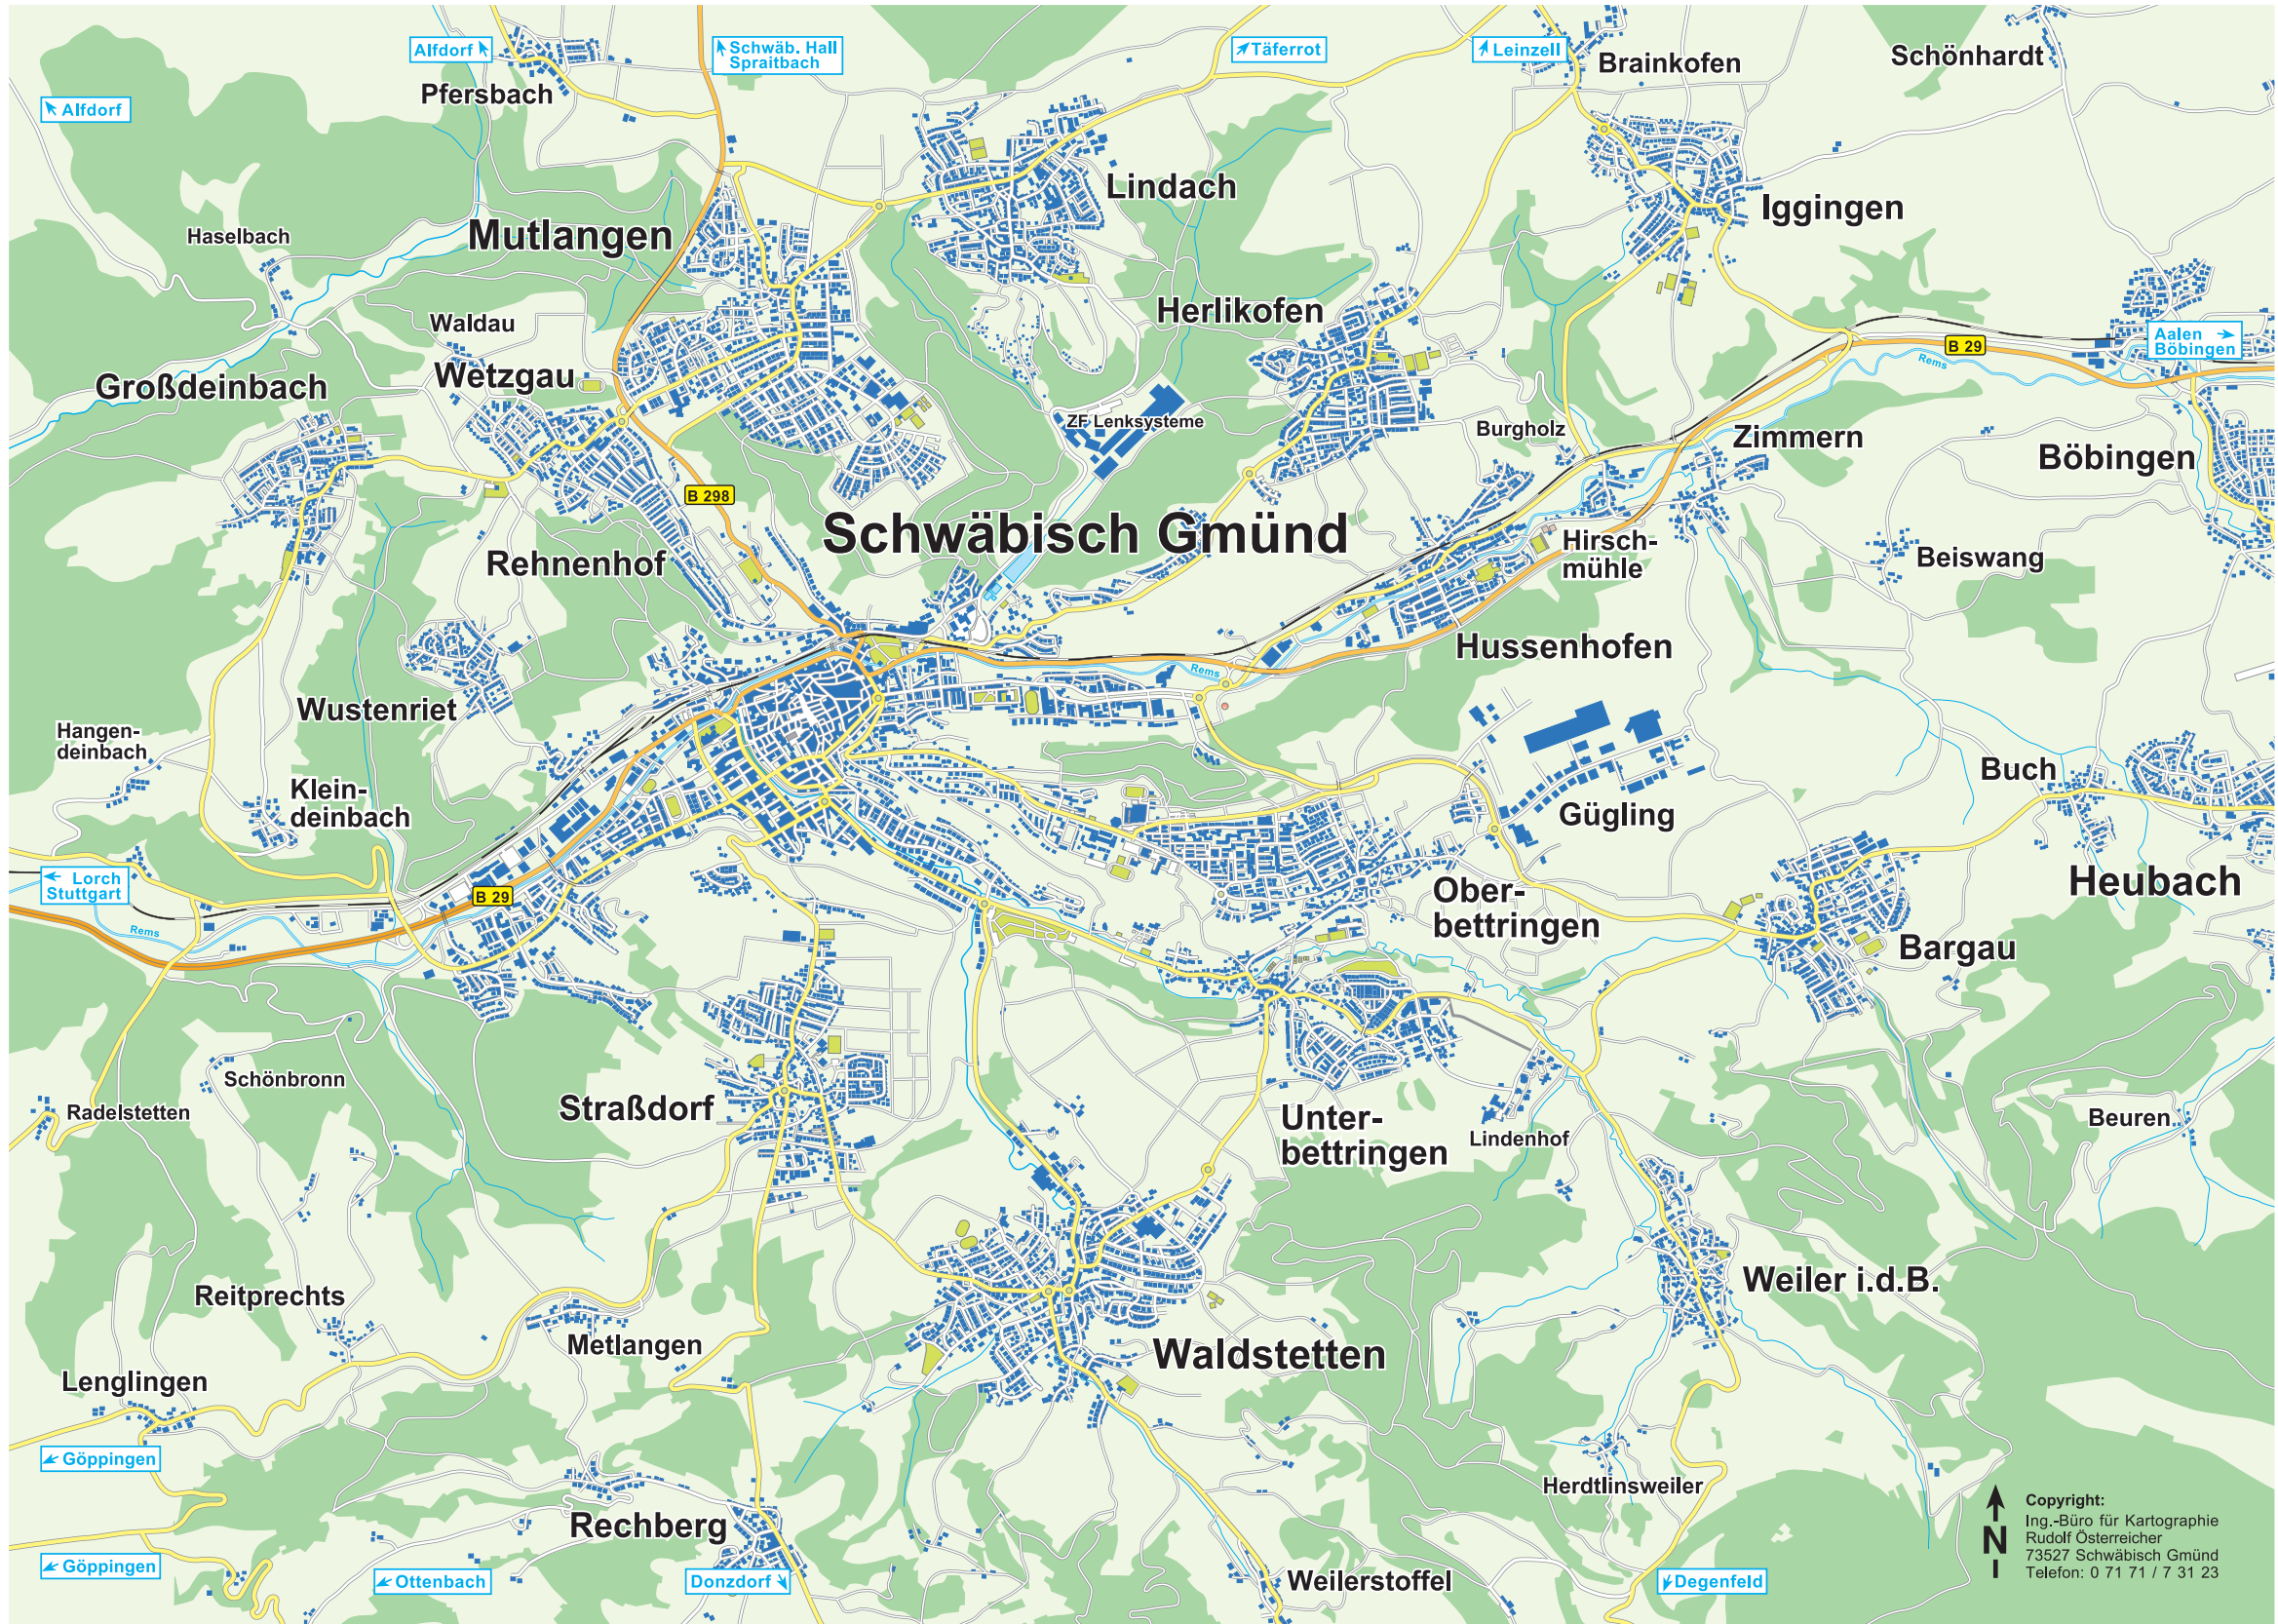 Alfdorf
Schwäb. Hall
Spraitbach
Täferrot
Leinzell
Brainkofen
Schönhardt
Pfersbach
Alfdorf
Lindach
Iggingen
Mutlangen
Haselbach
Herlikofen
Waldau
Aalen
Böbingen
B 29
Rems
Wetzgau
Großdeinbach
ZF Lenksysteme
Burgholz
Zimmern
Böbingen
B 298
Schwäbisch Gmünd
Hirsch-
mühle
Beiswang
Rehnenhof
Hussenhofen
Rems
Wustenriet
Hangen-
deinbach
Buch
Klein-
deinbach
Gügling
Lorch
Stuttgart
B 29
Heubach
Ober-
bettringen
Rems
Bargau
Schönbronn
Radelstetten
Straßdorf
Unter-
bettringen
Lindenhof
Beuren
Weiler i.d.B.
Reitprechts
Metlangen
Waldstetten
Lenglingen
Göppingen
Herdtlinsweiler
Rechberg
Göppingen
Ottenbach
Donzdorf
Weilerstoffel
Degenfeld
N
Copyright:
Ing.-Büro für Kartographie
Rudolf Österreicher
73527 Schwäbisch Gmünd
Telefon: 0 71 71 / 7 31 23